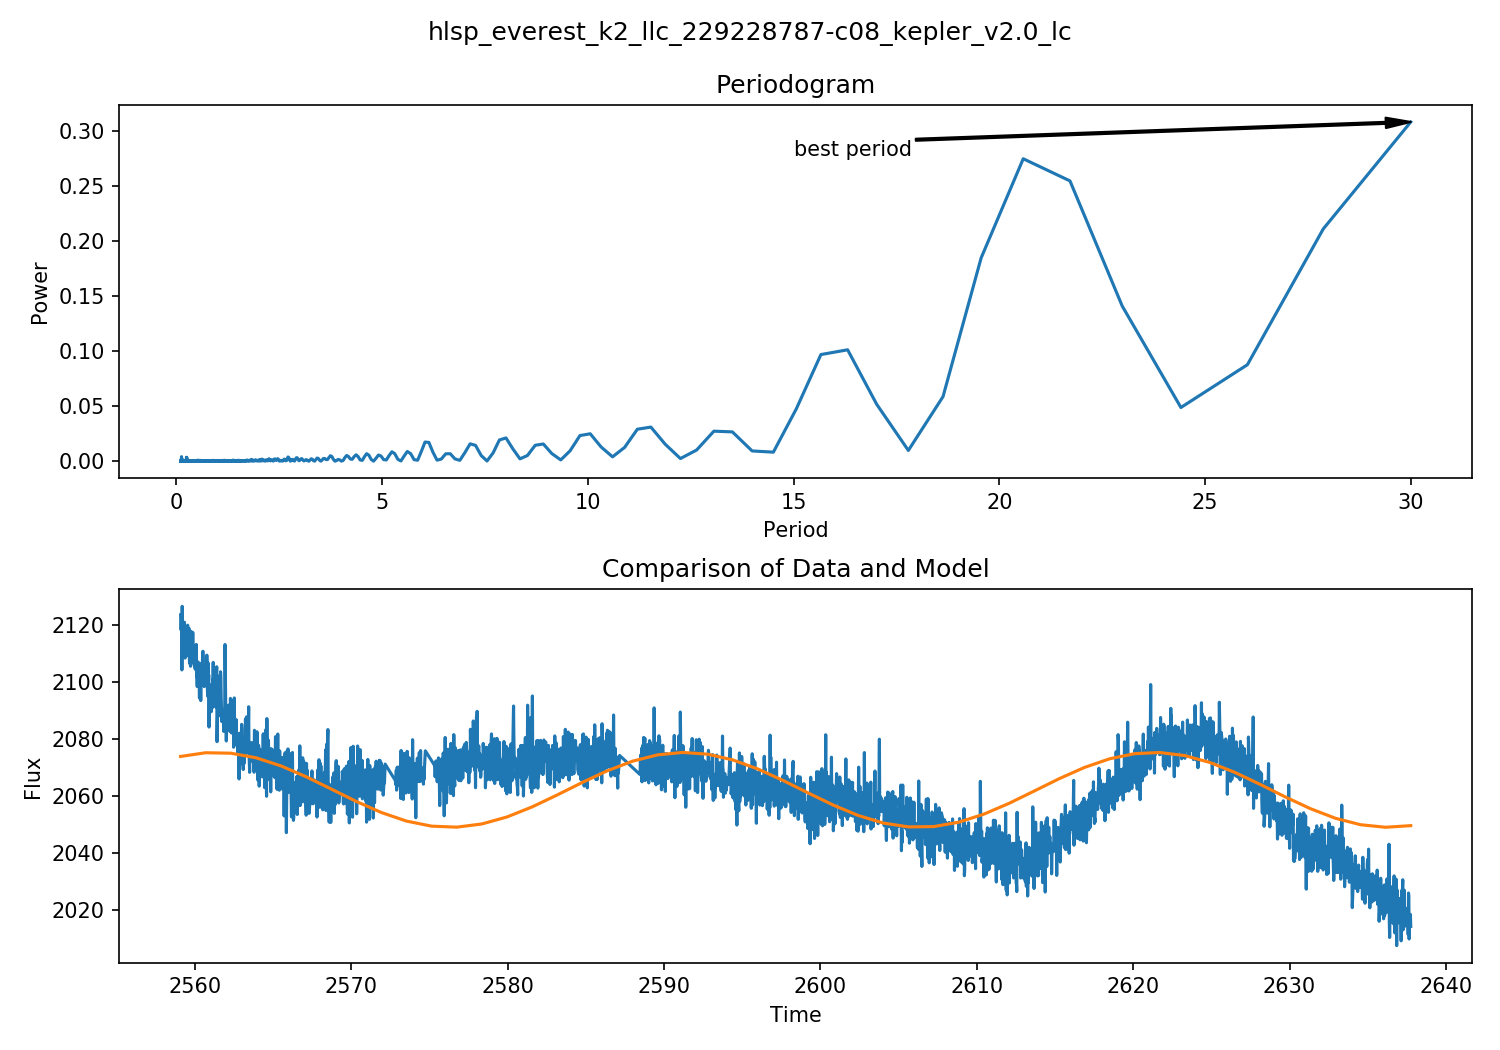 hlsp_everest_k2_llc_229228787-c08_kepler_v2.0_lc
Periodogram
best period
Power
0.30
0.25
0.20
0.15
0.10
0.05
0.00
0 5 10 15 20 25 30
Period
Comparison of Data and Model
Flux
2120
2100
2080
2060
2040
2020
2560 2570 2580 2590 2600 2610 2620 2630 2640
Time